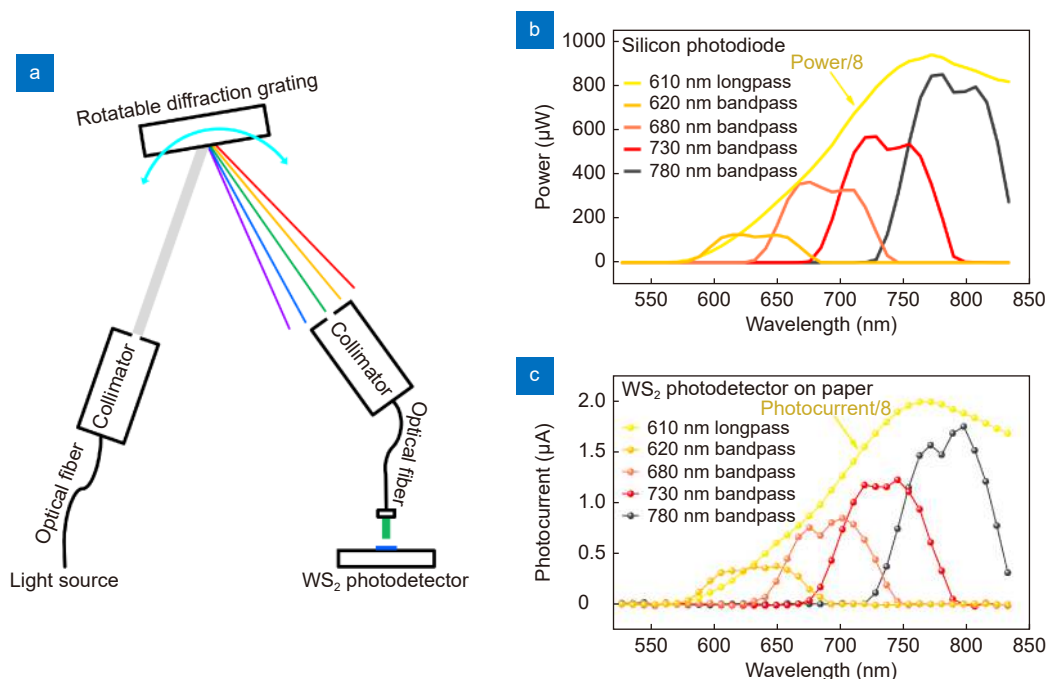 a
Rotatable diffraction grating
Collimator
Collimator
Optical fiber
Optical fiber
Light source
WS₂ photodetector
b
Silicon photodiode
Power/8
610 nm longpass
620 nm bandpass
680 nm bandpass
730 nm bandpass
780 nm bandpass
Power (μW)
1000
800
600
400
200
0
550 600 650 700 750 800 850
Wavelength (nm)
c
WS₂ photodetector on paper
Photocurrent/8
610 nm longpass
620 nm bandpass
680 nm bandpass
730 nm bandpass
780 nm bandpass
Photocurrent (μA)
2.0
1.5
1.0
0.5
0
550 600 650 700 750 800 850
Wavelength (nm)